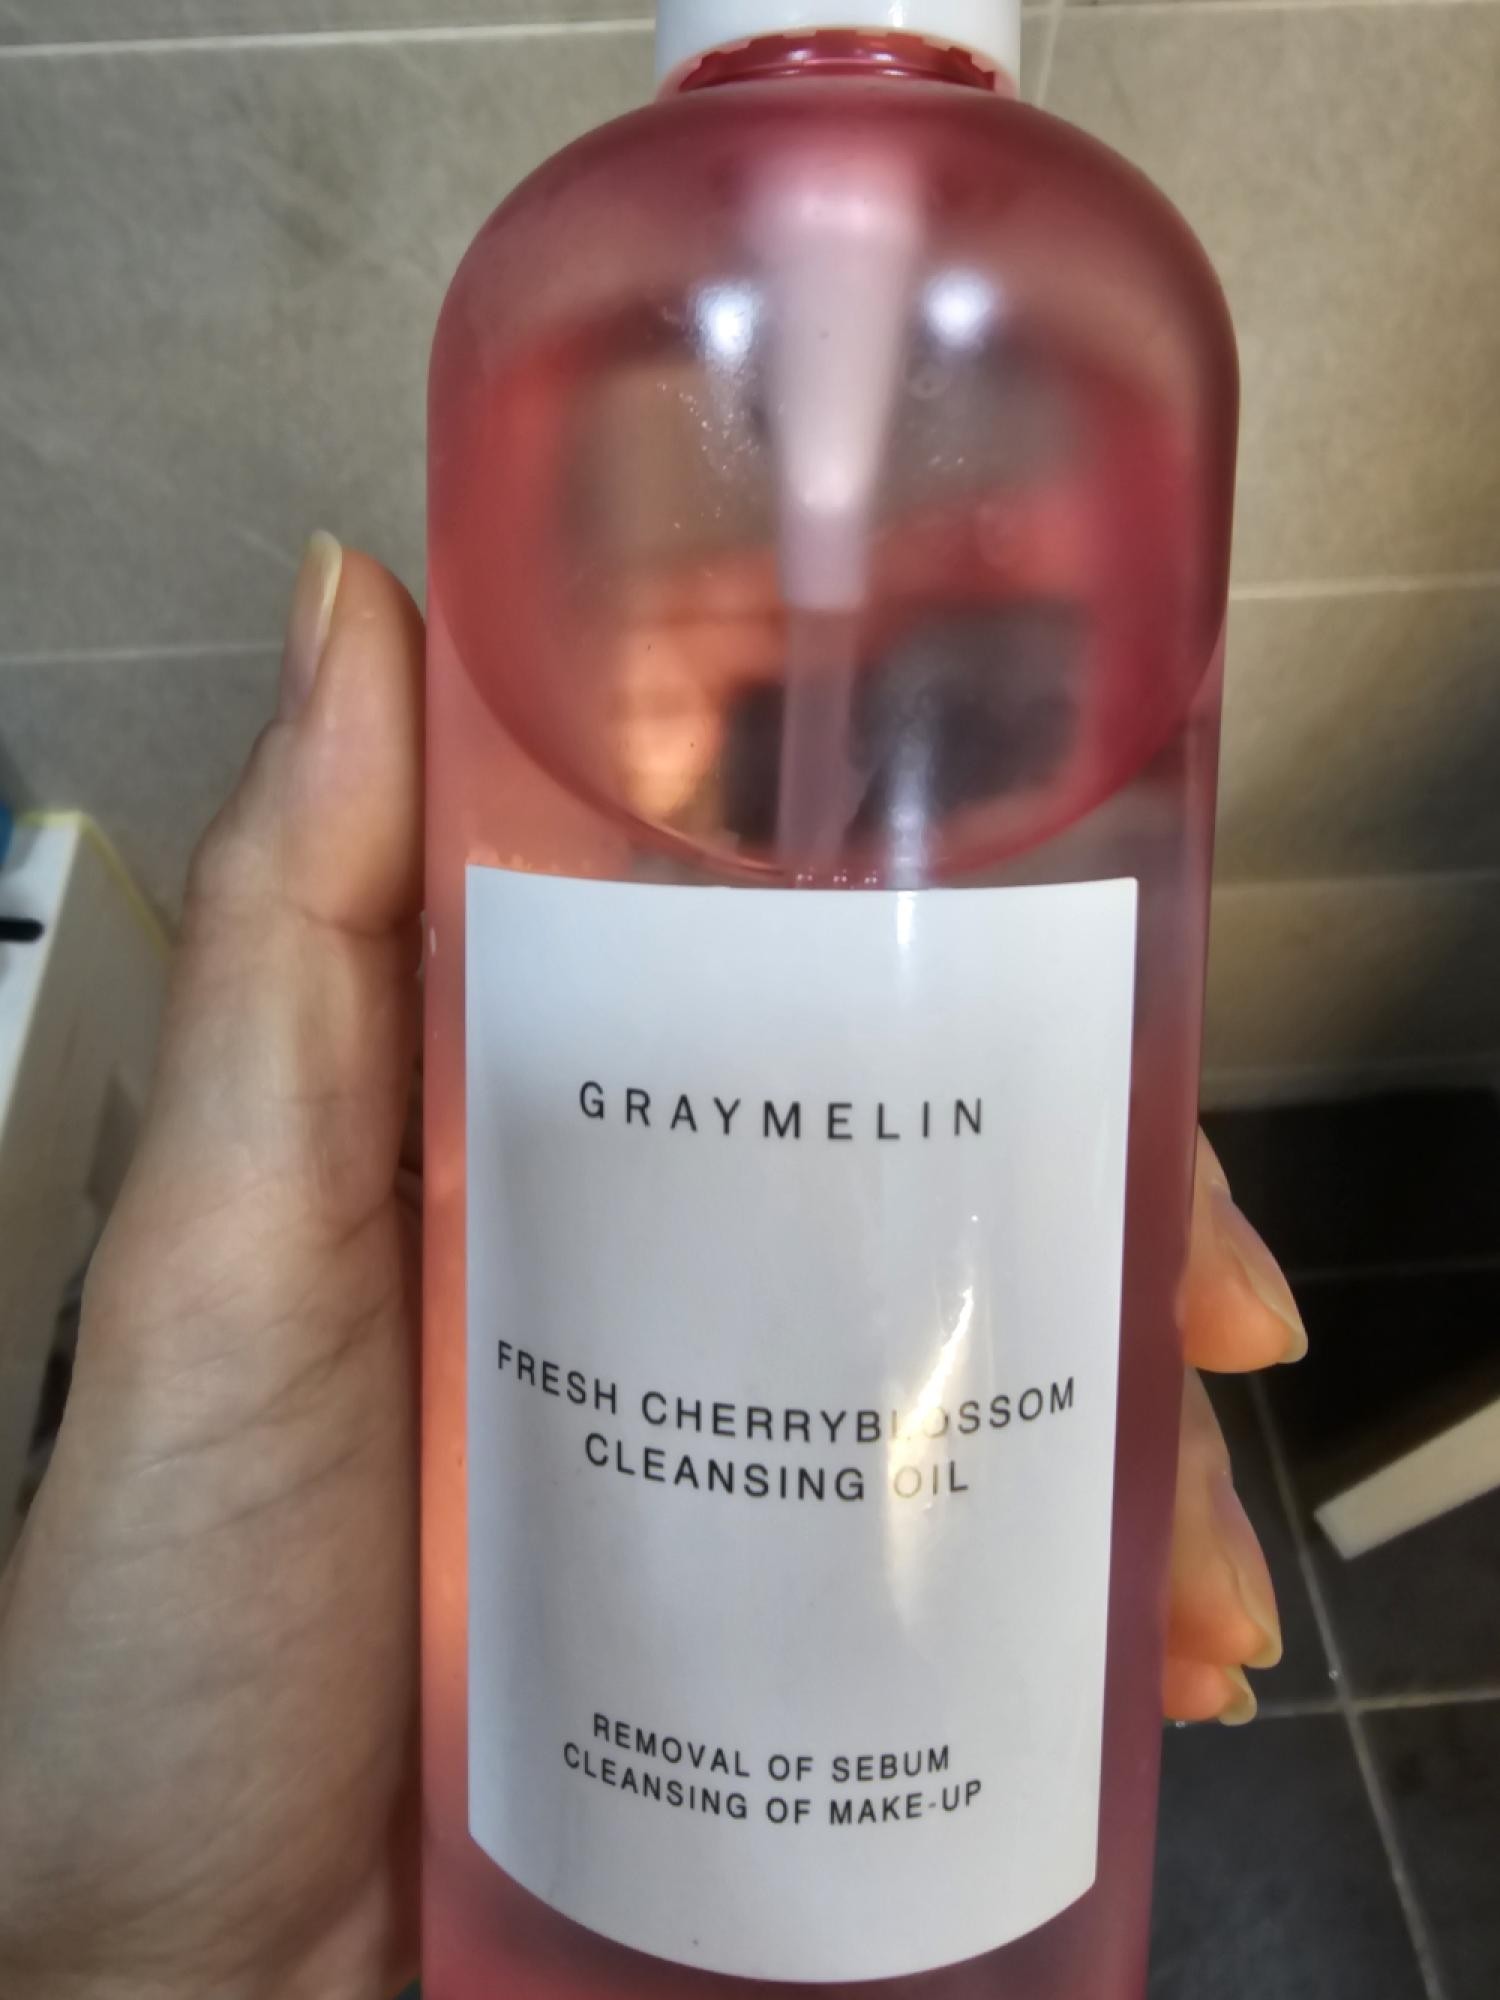 GRAYMELIN
FRESH CHERRYBLOSSOM
CLEANSING OIL
REMOVAL OF SEBUM
CLEANSING OF MAKE-UP